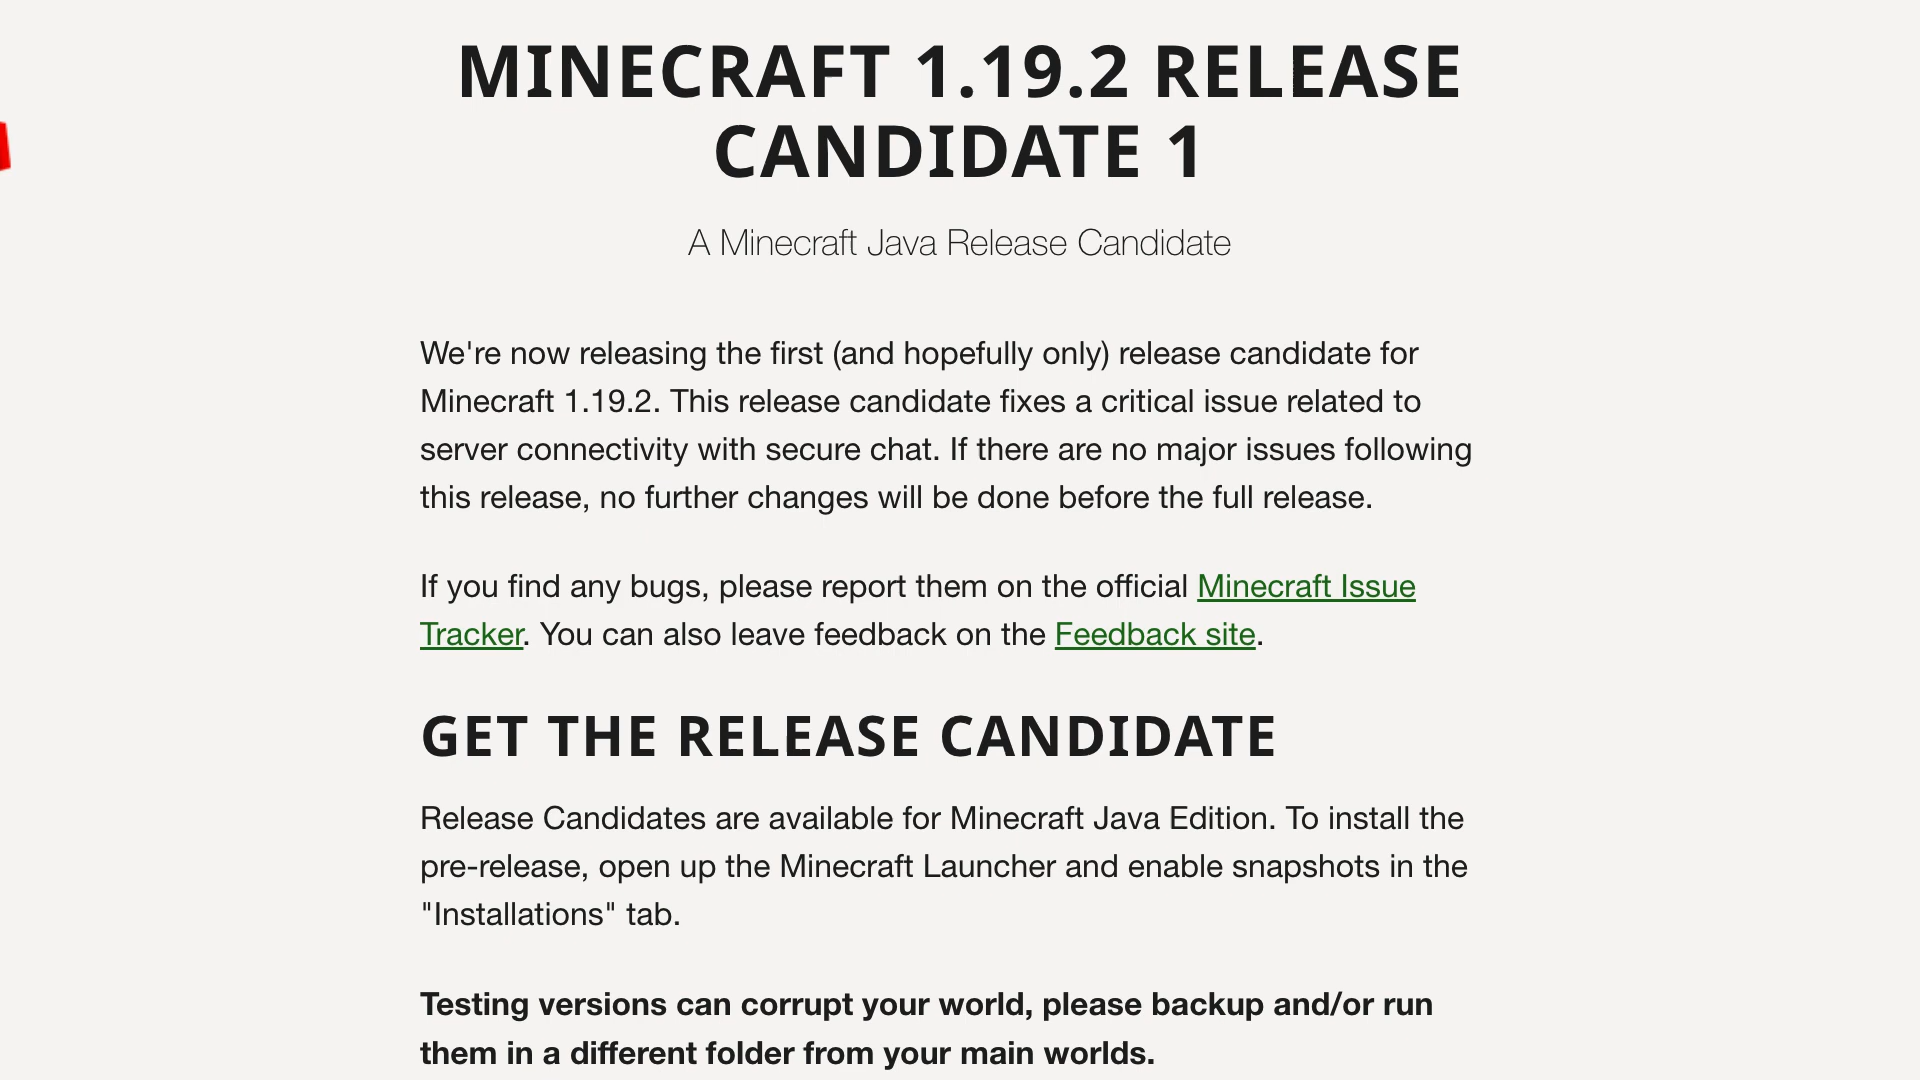 MINECRAFT 1.19.2 RELEASE
CANDIDATE 1
A Minecraft Java Release Candidate
We're now releasing the first (and hopefully only) release candidate for
Minecraft 1.19.2. This release candidate fixes a critical issue related to
server connectivity with secure chat. If there are no major issues following
this release, no further changes will be done before the full release.
If you find any bugs, please report them on the official Minecraft Issue
Tracker. You can also leave feedback on the Feedback site.
GET THE RELEASE CANDIDATE
Release Candidates are available for Minecraft Java Edition. To install the
pre-release, open up the Minecraft Launcher and enable snapshots in the
"Installations" tab.
Testing versions can corrupt your world, please backup and/or run
them in a different folder from your main worlds.